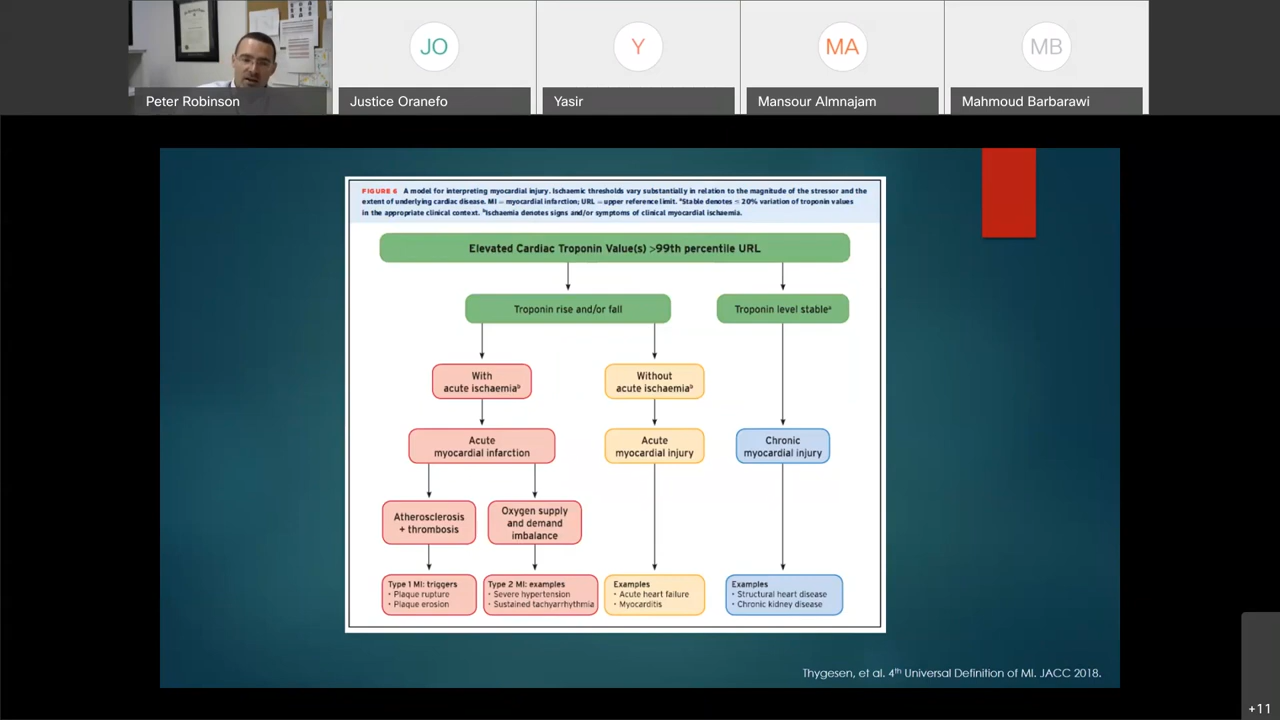 JO
Y
MA
MB
Peter Robinson
Justice Oranefo
Yasir
Mansour Almnajam
Mahmoud Barbarawi
FIGURE 6 A model for interpreting myocardial injury. Ischaemic thresholds vary substantially in relation to the magnitude of the stressor and the
extent of underlying cardiac disease. MI = myocardial infarction; URL = upper reference limit. ᵃStable denotes ≤ 20% variation of troponin values
in the appropriate clinical context. ᵇIschaemia denotes signs and/or symptoms of clinical myocardial ischaemia.
Elevated Cardiac Troponin Value(s) >99th percentile URL
Troponin rise and/or fall
Troponin level stableᵃ
With
acute ischaemiaᵇ
Without
acute ischaemiaᵇ
Acute
myocardial infarction
Acute
myocardial injury
Chronic
myocardial injury
Atherosclerosis
+ thrombosis
Oxygen supply
and demand
imbalance
Type 1 MI: triggers
• Plaque rupture
• Plaque erosion
Type 2 MI: examples
• Severe hypertension
• Sustained tachyarrhythmia
Examples
• Acute heart failure
• Myocarditis
Examples
• Structural heart disease
• Chronic kidney disease
Thygesen, et al. 4th Universal Definition of MI. JACC 2018.
+11